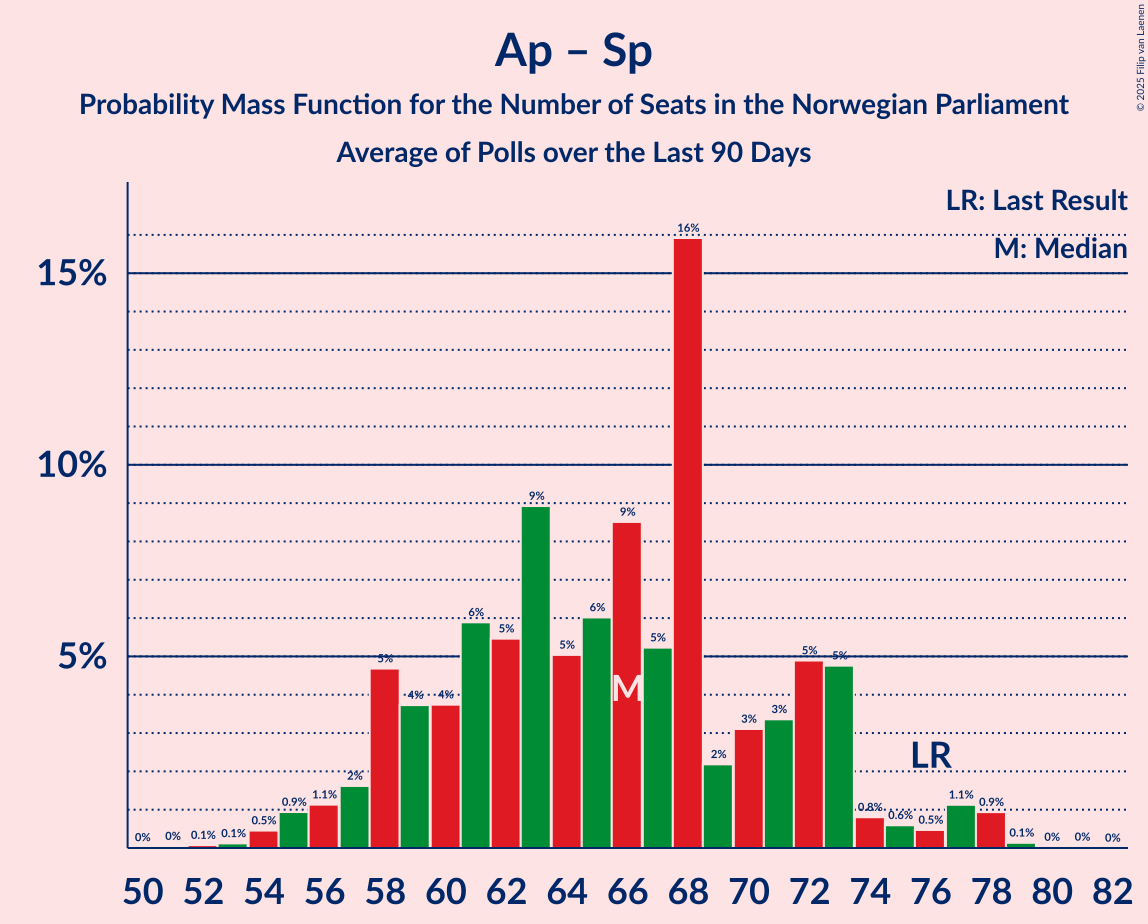 Ap – Sp
Probability Mass Function for the Number of Seats in the Norwegian Parliament
Average of Polls over the Last 90 Days
© 2025 Filip van Laenen
LR: Last Result
M: Median
15%
10%
5%
0% 0% 0.1% 0.1% 0.5% 0.9% 1.1% 2% 5% 4% 4% 6% 5% 9% 5% 6% 9% 5% 16% 2% 3% 3% 5% 5% 0.8% 0.6% 0.5% 1.1% 0.9% 0.1% 0% 0% 0%
M
LR
50 52 54 56 58 60 62 64 66 68 70 72 74 76 78 80 82